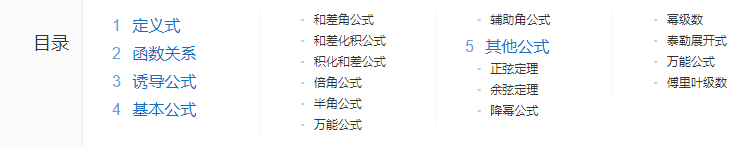 目录
1 定义式
2 函数关系
3 诱导公式
4 基本公式
- 和差角公式
- 和差化积公式
- 积化和差公式
- 倍角公式
- 半角公式
- 万能公式
- 辅助角公式
5 其他公式
- 正弦定理
- 余弦定理
- 降幂公式
- 幂级数
- 泰勒展开式
- 万能公式
- 傅里叶级数